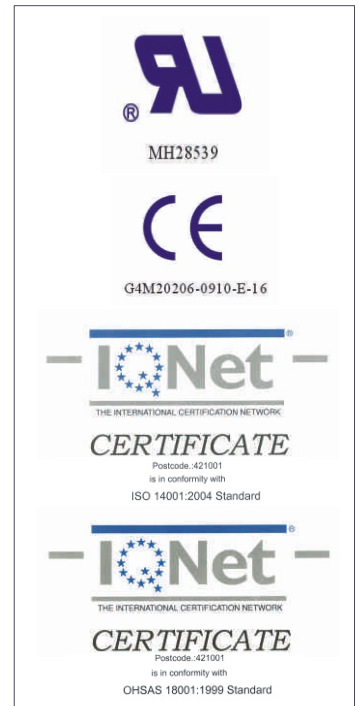 ®
MH28539
CE
G4M20206-0910-E-16
IQNet ®
THE INTERNATIONAL CERTIFICATION NETWORK
CERTIFICATE
Postcode.:421001
is in conformity with
ISO 14001:2004 Standard
IQNet ®
THE INTERNATIONAL CERTIFICATION NETWORK
CERTIFICATE
Postcode.:421001
is in conformity with
OHSAS 18001:1999 Standard